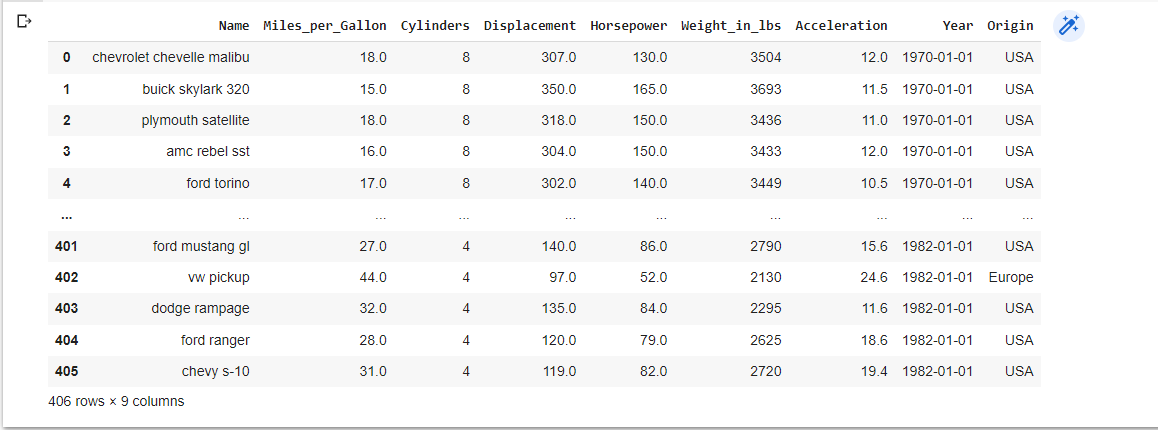 Name Miles_per_Gallon Cylinders Displacement Horsepower Weight_in_lbs Acceleration Year Origin
0 chevrolet chevelle malibu 18.0 8 307.0 130.0 3504 12.0 1970-01-01 USA
1 buick skylark 320 15.0 8 350.0 165.0 3693 11.5 1970-01-01 USA
2 plymouth satellite 18.0 8 318.0 150.0 3436 11.0 1970-01-01 USA
3 amc rebel sst 16.0 8 304.0 150.0 3433 12.0 1970-01-01 USA
4 ford torino 17.0 8 302.0 140.0 3449 10.5 1970-01-01 USA
... ... ... ... ... ... ... ... ... ...
401 ford mustang gl 27.0 4 140.0 86.0 2790 15.6 1982-01-01 USA
402 vw pickup 44.0 4 97.0 52.0 2130 24.6 1982-01-01 Europe
403 dodge rampage 32.0 4 135.0 84.0 2295 11.6 1982-01-01 USA
404 ford ranger 28.0 4 120.0 79.0 2625 18.6 1982-01-01 USA
405 chevy s-10 31.0 4 119.0 82.0 2720 19.4 1982-01-01 USA
406 rows × 9 columns